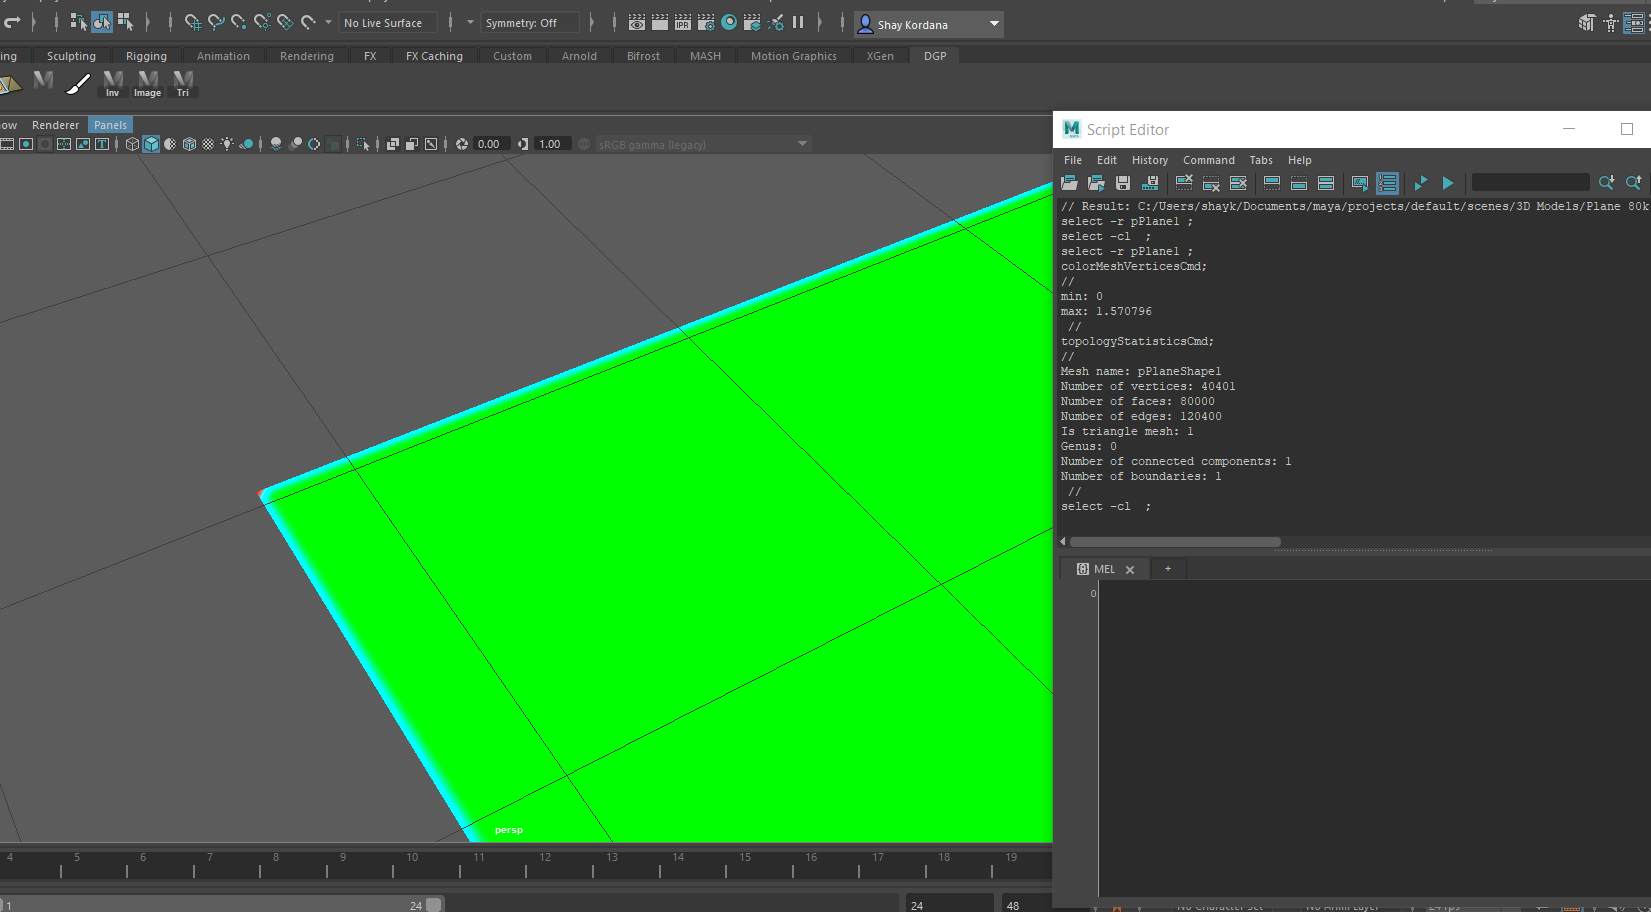 No Live Surface
Symmetry: Off
Shay Kordana
ing Sculpting Rigging Animation Rendering FX FX Caching Custom Arnold Bifrost MASH Motion Graphics XGen DGP
Inv Image Tri
ow Renderer Panels
0.00 1.00 sRGB gamma (legacy)
persp
Script Editor
File Edit History Command Tabs Help
// Result: C:/Users/shayk/Documents/maya/projects/default/scenes/3D Models/Plane 80k
select -r pPlane1 ;
select -cl  ;
select -r pPlane1 ;
colorMeshVerticesCmd;
//
min: 0
max: 1.570796
//
topologyStatisticsCmd;
//
Mesh name: pPlaneShape1
Number of vertices: 40401
Number of faces: 80000
Number of edges: 120400
Is triangle mesh: 1
Genus: 0
Number of connected components: 1
Number of boundaries: 1
//
select -cl  ;
MEL +
0
4 5 6 7 8 9 10 11 12 13 14 15 16 17 18 19
1 24 24 48